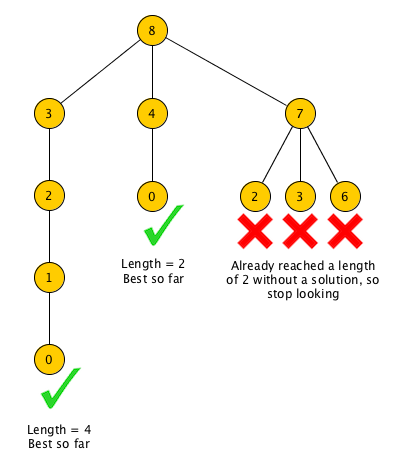 8
3
4
7
2
0
2
3
6
Length = 2
Best so far
Already reached a length
of 2 without a solution, so
stop looking
1
0
Length = 4
Best so far